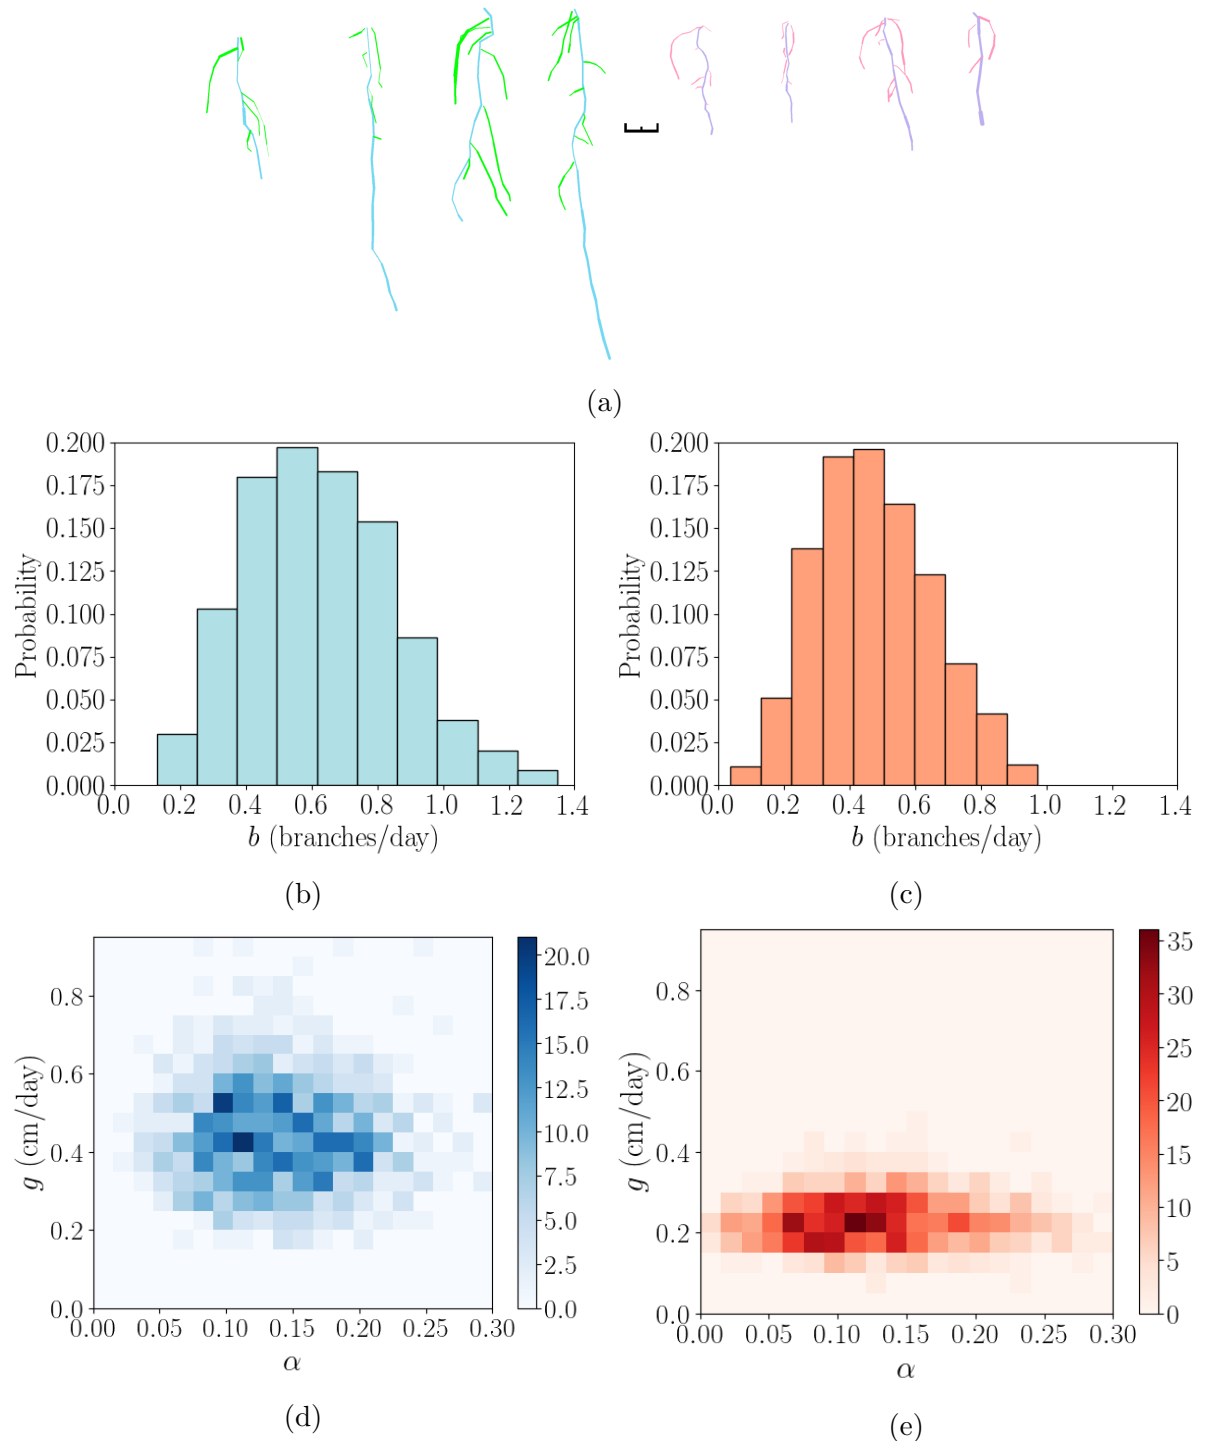 (a)
0.200
0.175
0.150
0.125
0.100
0.075
0.050
0.025
0.000
Probability
0.0 0.2 0.4 0.6 0.8 1.0 1.2 1.4
b (branches/day)
(b)
0.200
0.175
0.150
0.125
0.100
0.075
0.050
0.025
0.000
Probability
0.0 0.2 0.4 0.6 0.8 1.0 1.2 1.4
b (branches/day)
(c)
0.8
0.6
0.4
0.2
0.0
g (cm/day)
0.00 0.05 0.10 0.15 0.20 0.25 0.30
α
20.0
17.5
15.0
12.5
10.0
7.5
5.0
2.5
0.0
(d)
0.8
0.6
0.4
0.2
0.0
g (cm/day)
0.00 0.05 0.10 0.15 0.20 0.25 0.30
α
35
30
25
20
15
10
5
0
(e)